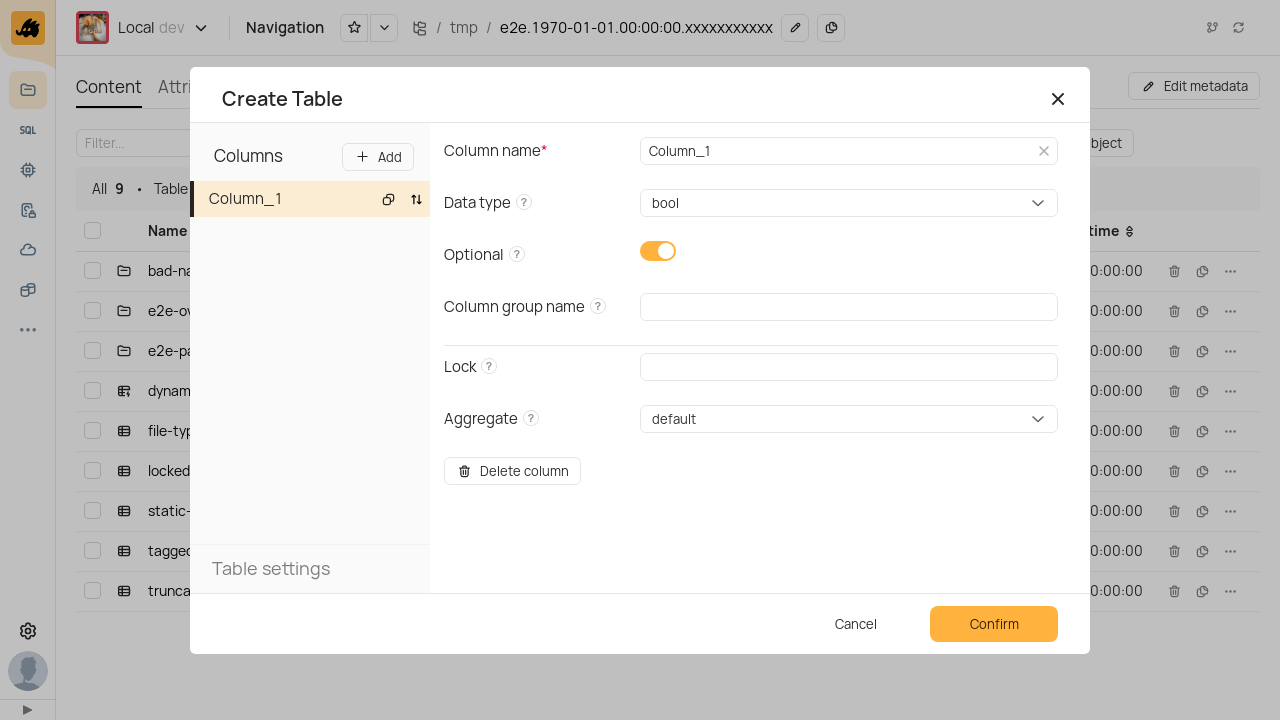 Local dev
Navigation
/ tmp / e2e.1970-01-01.00:00:00.xxxxxxxxxxx
Content
Attri
Edit metadata
Filter...
bject
All 9 • Table
Name
time
bad-na
0:00:00
e2e-ov
0:00:00
e2e-pa
0:00:00
dynam
0:00:00
file-typ
0:00:00
locked
0:00:00
static-
0:00:00
tagged
0:00:00
trunca
0:00:00
SQL
Create Table
Columns
Add
Column_1
Table settings
Column name*
Column_1
Data type ?
bool
Optional ?
Column group name ?
Lock ?
Aggregate ?
default
Delete column
Cancel
Confirm